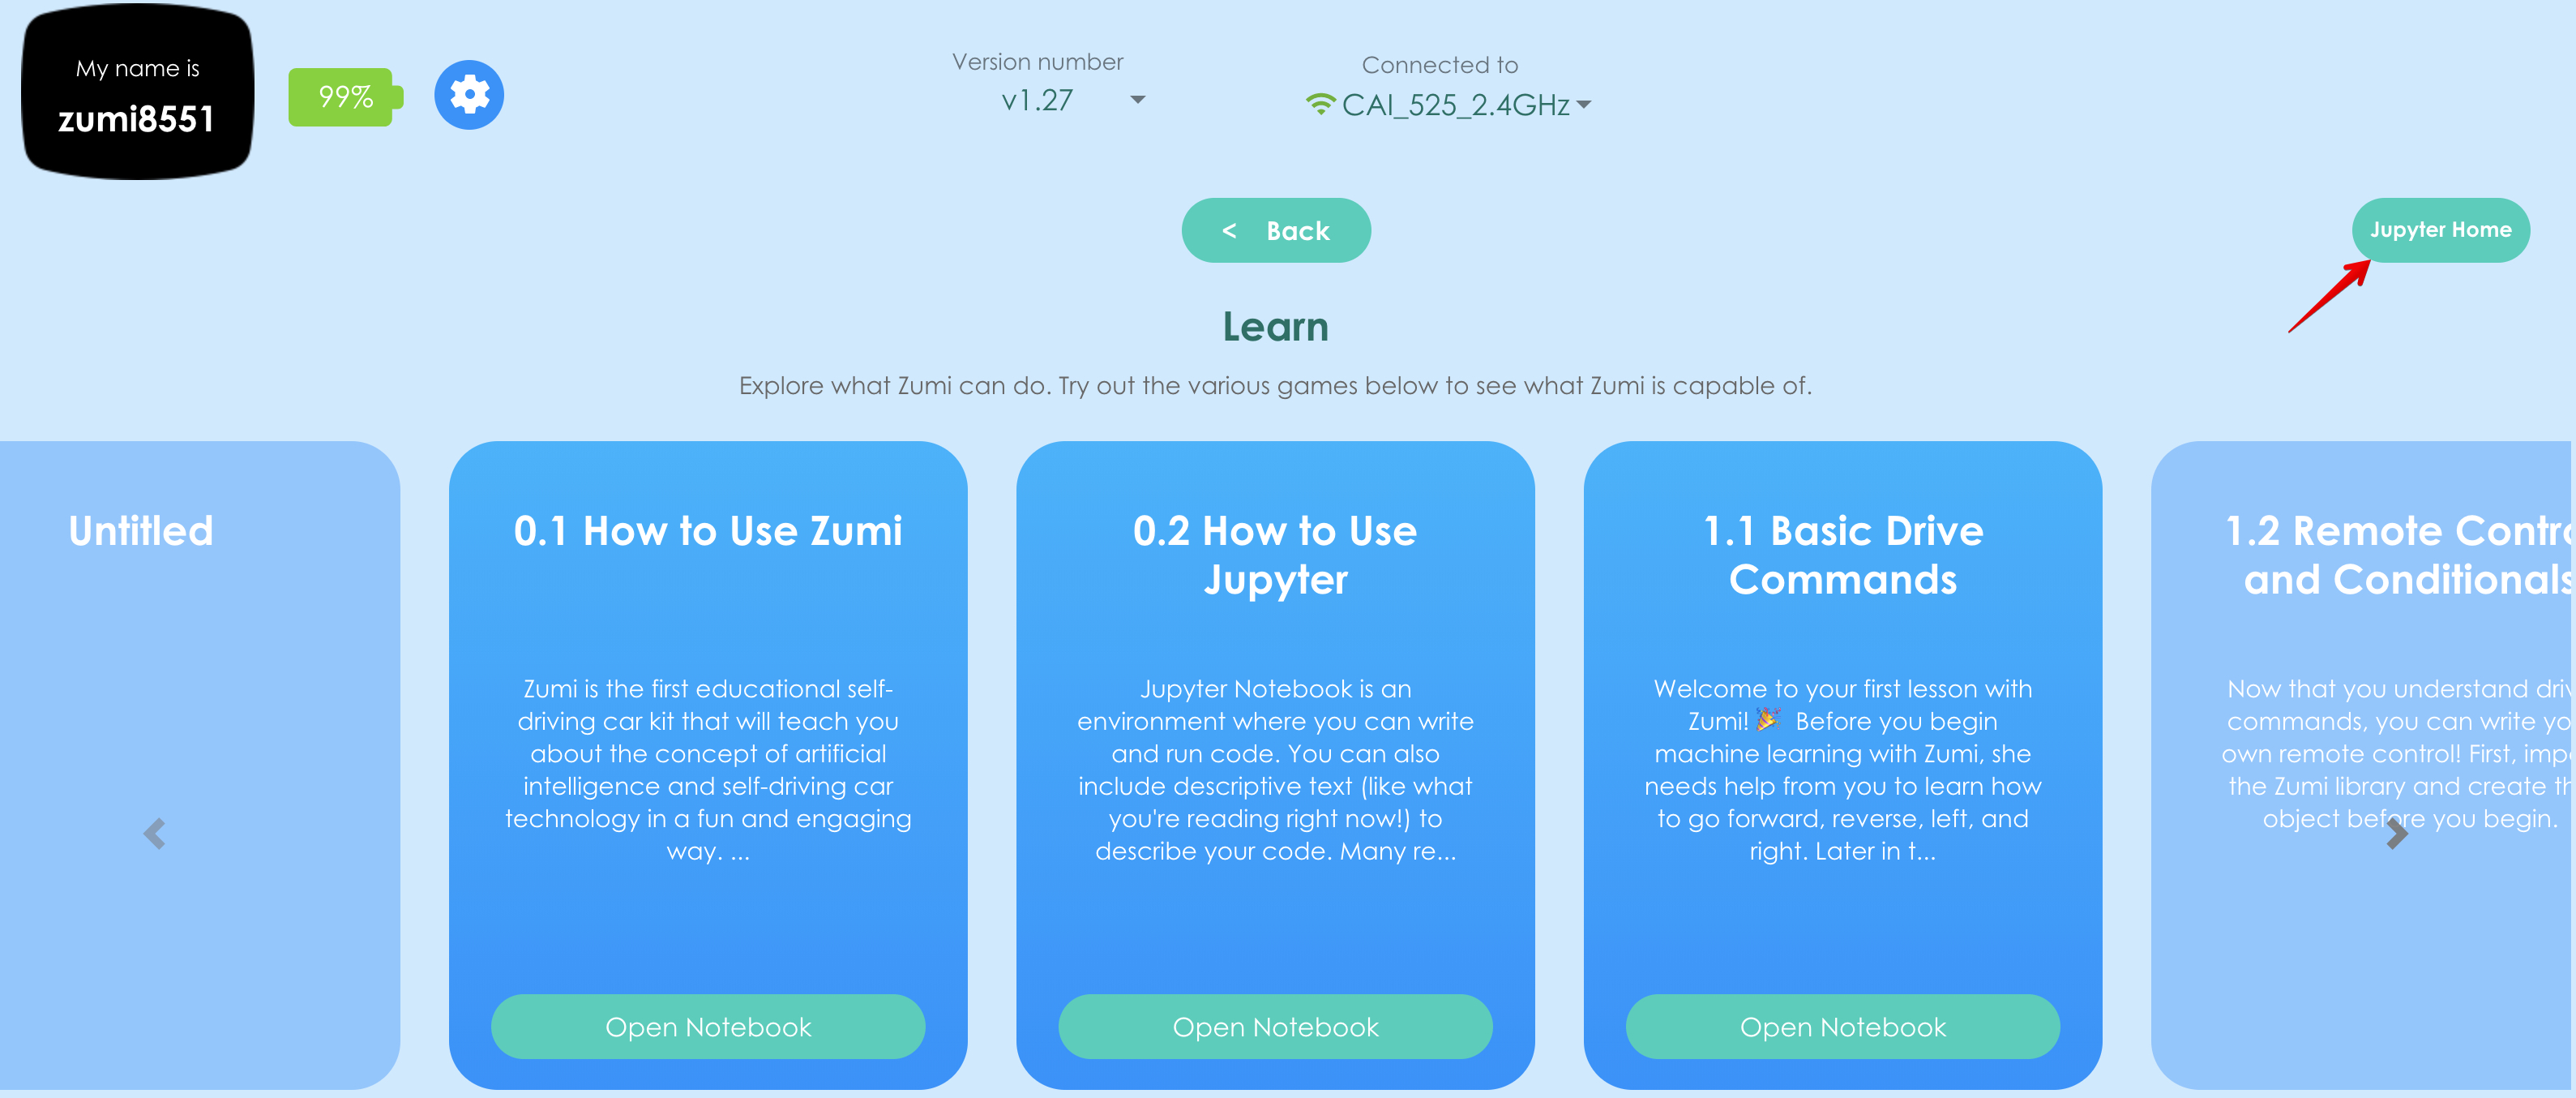 My name is
zumi8551
99%
Version number
v1.27
Connected to
CAI_525_2.4GHz
< Back
Jupyter Home
Learn
Explore what Zumi can do. Try out the various games below to see what Zumi is capable of.
Untitled
0.1 How to Use Zumi
Zumi is the first educational self-
driving car kit that will teach you
about the concept of artificial
intelligence and self-driving car
technology in a fun and engaging
way. ...
Open Notebook
0.2 How to Use
Jupyter
Jupyter Notebook is an
environment where you can write
and run code. You can also
include descriptive text (like what
you're reading right now!) to
describe your code. Many re...
Open Notebook
1.1 Basic Drive
Commands
Welcome to your first lesson with
Zumi! 🎉 Before you begin
machine learning with Zumi, she
needs help from you to learn how
to go forward, reverse, left, and
right. Later in t...
Open Notebook
1.2 Remote Contr
and Conditionals
Now that you understand driv
commands, you can write yo
own remote control! First, imp
the Zumi library and create th
object before you begin.